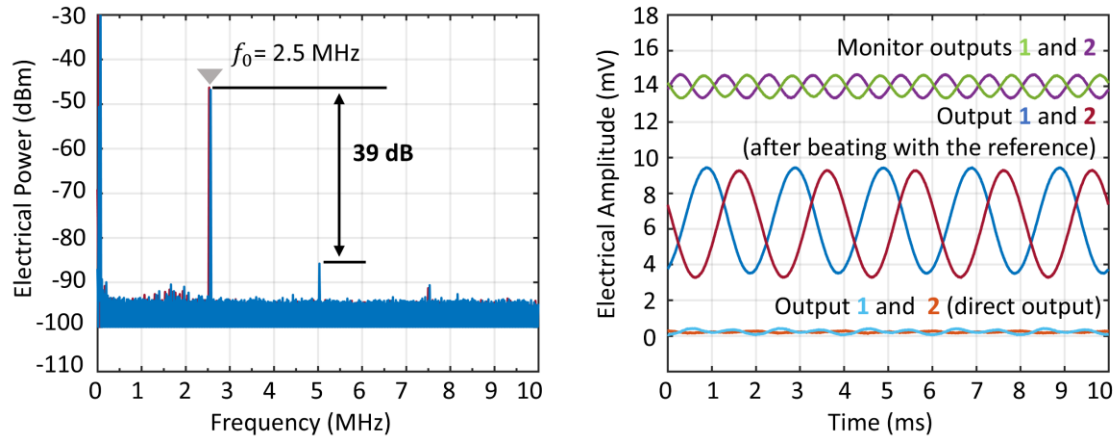 -30
-40
-50
-60
-70
-80
-90
-100
-110
Electrical Power (dBm)
f₀= 2.5 MHz
39 dB
0 1 2 3 4 5 6 7 8 9 10
Frequency (MHz)
16
14
12
10
8
6
4
2
0
Electrical Amplitude (mV)
Monitor outputs 1 and 2
Output 1 and 2
(after beating with the reference)
Output 1 and 2 (direct output)
0 1 2 3 4 5 6 7 8 9 10
Time (ms)